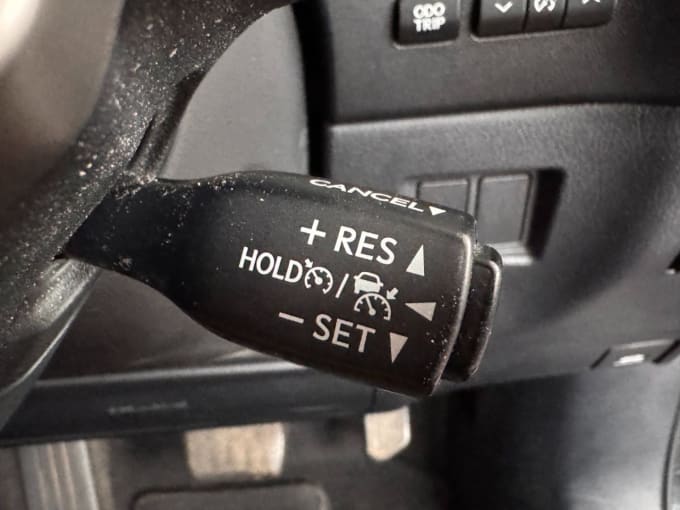 ODO
TRIP
CANCEL
+ RES
HOLD /
− SET